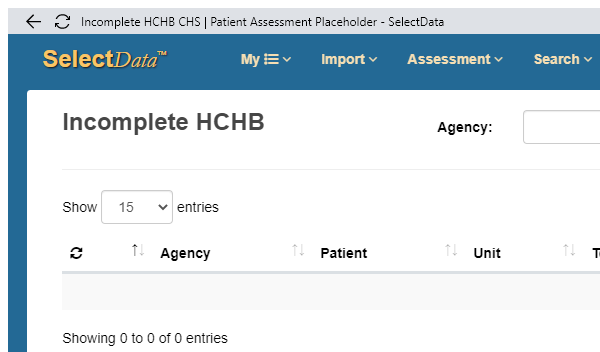 Incomplete HCHB CHS | Patient Assessment Placeholder - SelectData
SelectData™ My Import Assessment Search
Incomplete HCHB Agency:
Show 15 entries
Agency Patient Unit
Showing 0 to 0 of 0 entries